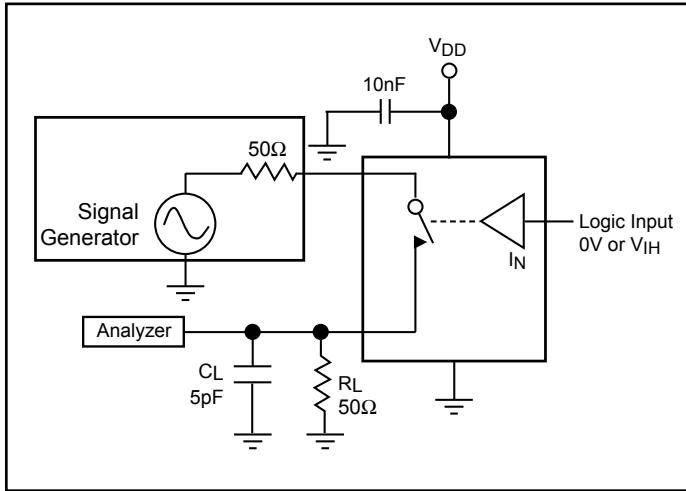 VDD
10nF
50Ω
Signal
Generator
Logic Input
0V or VIH
IN
Analyzer
CL
5pF
RL
50Ω